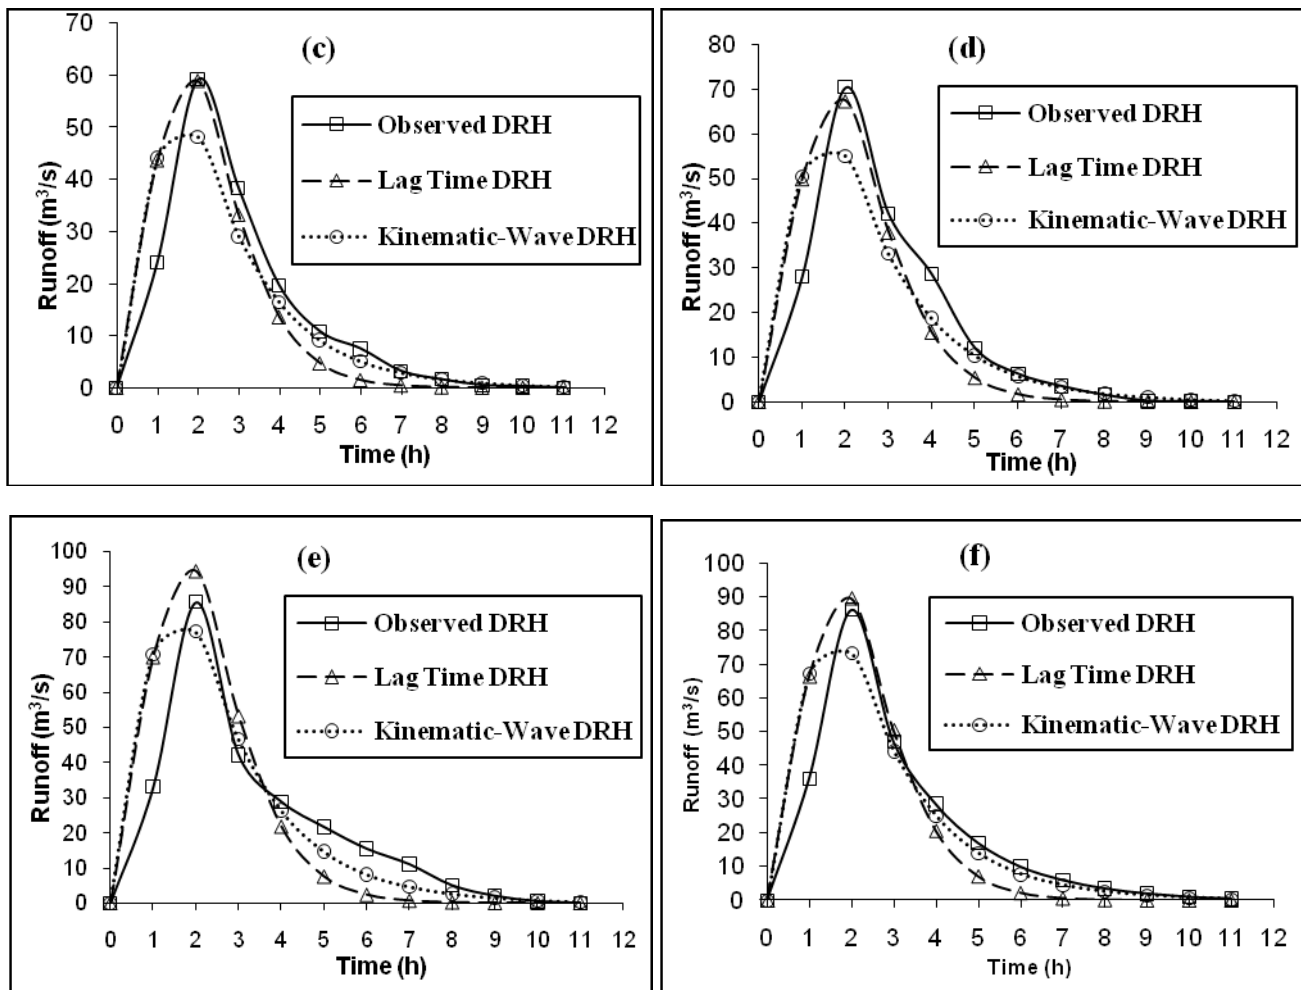 (c)
70
60
50
40
30
20
10
0
Runoff (m³/s)
Observed DRH
Lag Time DRH
Kinematic-Wave DRH
0 1 2 3 4 5 6 7 8 9 10 11 12
Time (h)
(d)
80
70
60
50
40
30
20
10
0
Runoff (m³/s)
Observed DRH
Lag Time DRH
Kinematic-Wave DRH
0 1 2 3 4 5 6 7 8 9 10 11 12
Time (h)
(e)
100
90
80
70
60
50
40
30
20
10
0
Runoff (m³/s)
Observed DRH
Lag Time DRH
Kinematic-Wave DRH
0 1 2 3 4 5 6 7 8 9 10 11 12
Time (h)
(f)
100
90
80
70
60
50
40
30
20
10
0
Runoff (m³/s)
Observed DRH
Lag Time DRH
Kinematic-Wave DRH
0 1 2 3 4 5 6 7 8 9 10 11 12
Time (h)